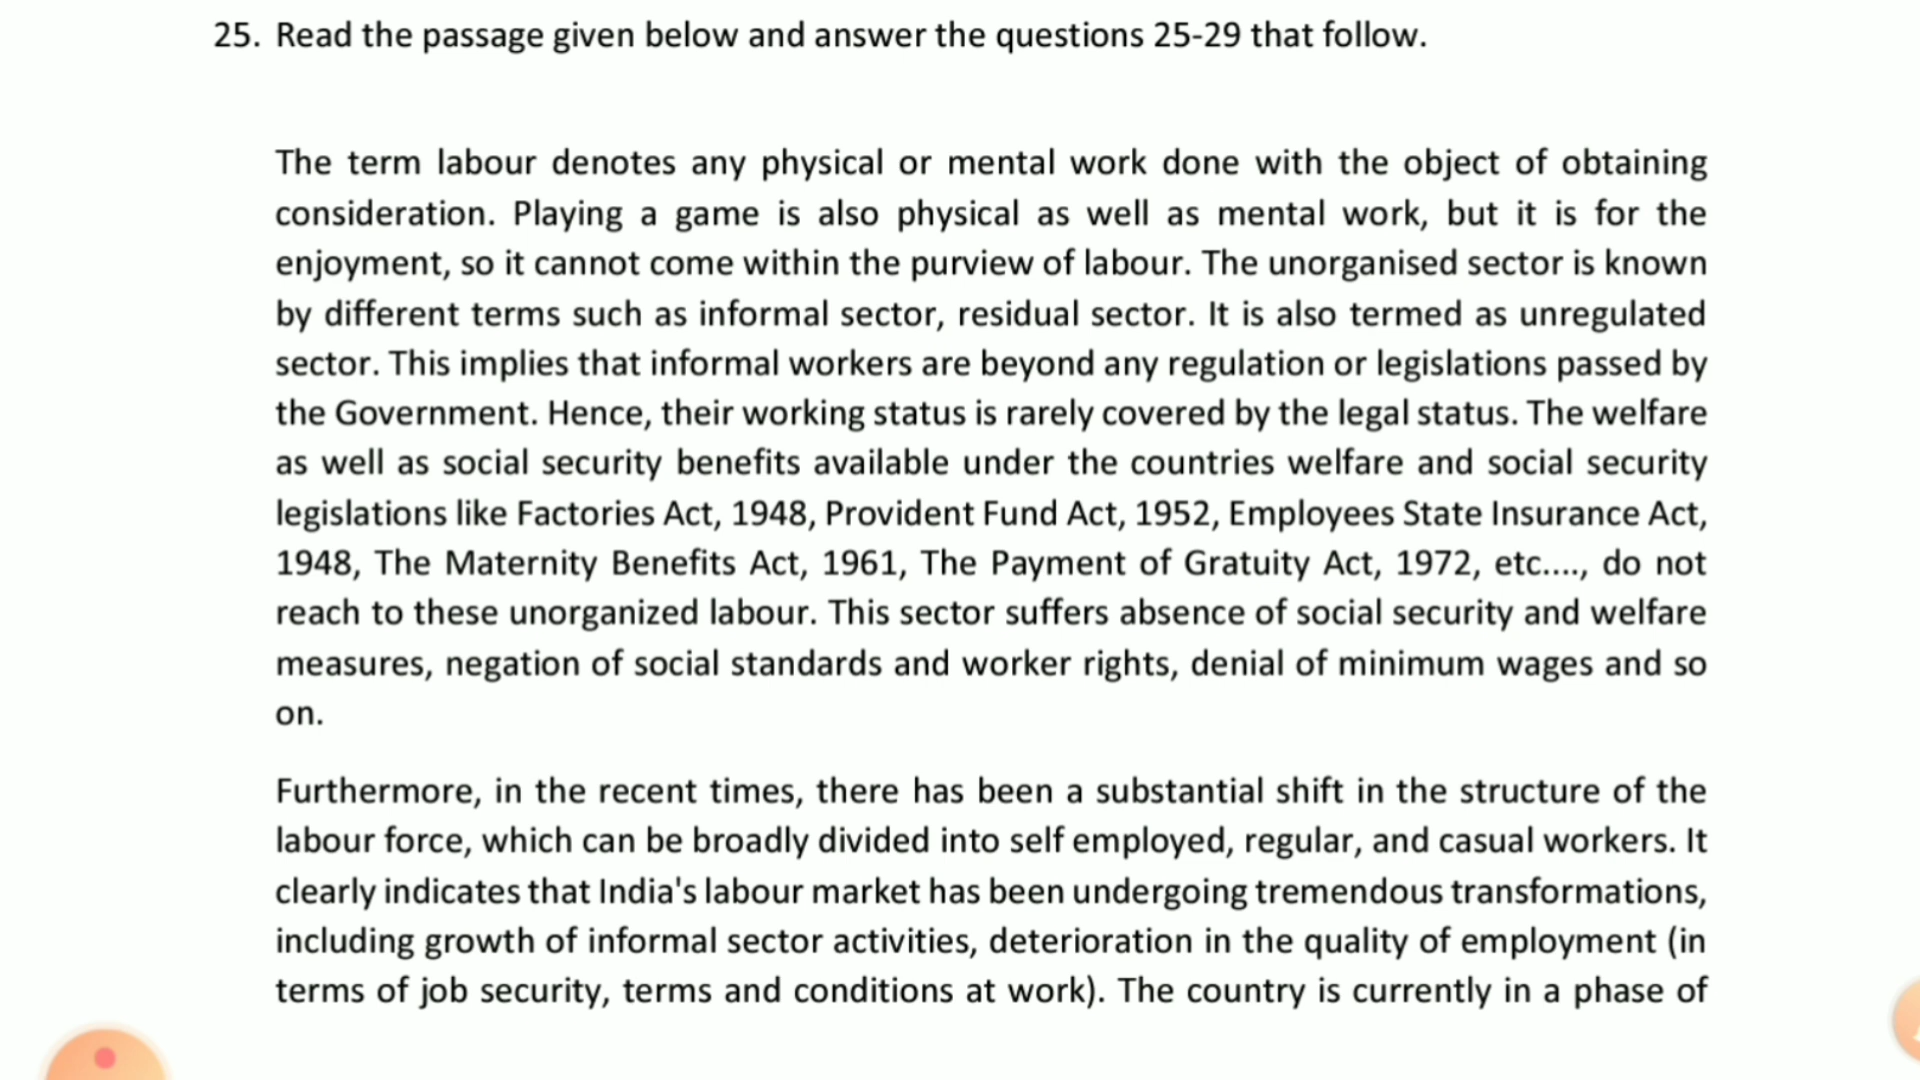 25. Read the passage given below and answer the questions 25-29 that follow.
The term labour denotes any physical or mental work done with the object of obtaining
consideration. Playing a game is also physical as well as mental work, but it is for the
enjoyment, so it cannot come within the purview of labour. The unorganised sector is known
by different terms such as informal sector, residual sector. It is also termed as unregulated
sector. This implies that informal workers are beyond any regulation or legislations passed by
the Government. Hence, their working status is rarely covered by the legal status. The welfare
as well as social security benefits available under the countries welfare and social security
legislations like Factories Act, 1948, Provident Fund Act, 1952, Employees State Insurance Act,
1948, The Maternity Benefits Act, 1961, The Payment of Gratuity Act, 1972, etc...., do not
reach to these unorganized labour. This sector suffers absence of social security and welfare
measures, negation of social standards and worker rights, denial of minimum wages and so
on.
Furthermore, in the recent times, there has been a substantial shift in the structure of the
labour force, which can be broadly divided into self employed, regular, and casual workers. It
clearly indicates that India's labour market has been undergoing tremendous transformations,
including growth of informal sector activities, deterioration in the quality of employment (in
terms of job security, terms and conditions at work). The country is currently in a phase of